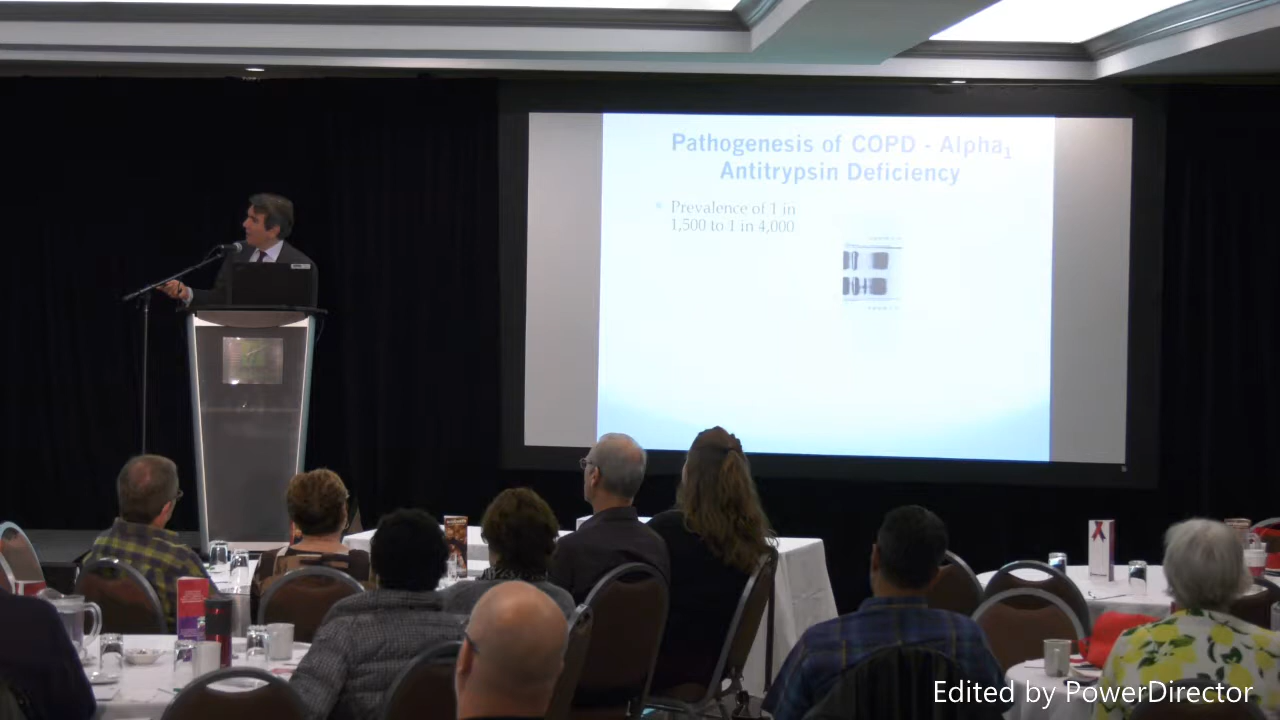 Pathogenesis of COPD - Alpha₁
Antitrypsin Deficiency
Prevalence of 1 in
1,500 to 1 in 4,000
Edited by PowerDirector